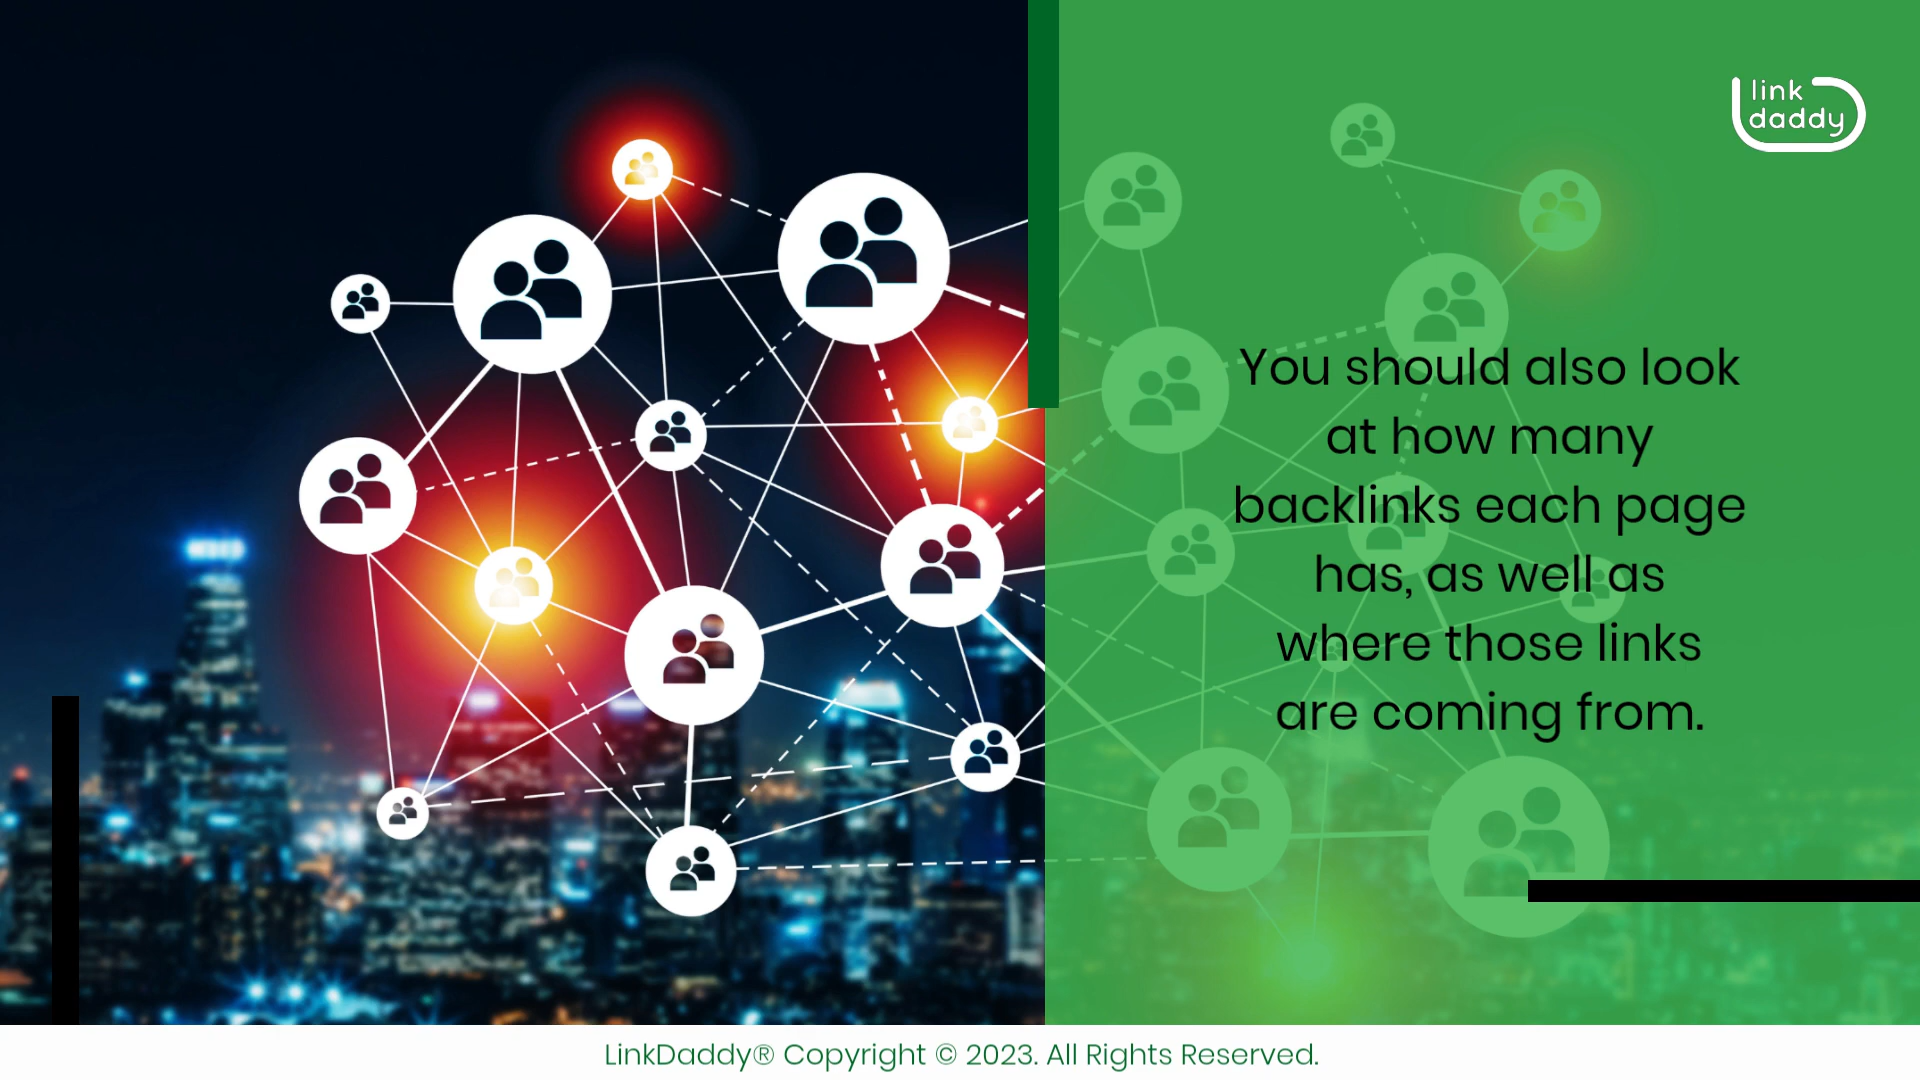 link
daddy
You should also look
at how many
backlinks each page
has, as well as
where those links
are coming from.
LinkDaddy® Copyright © 2023. All Rights Reserved.